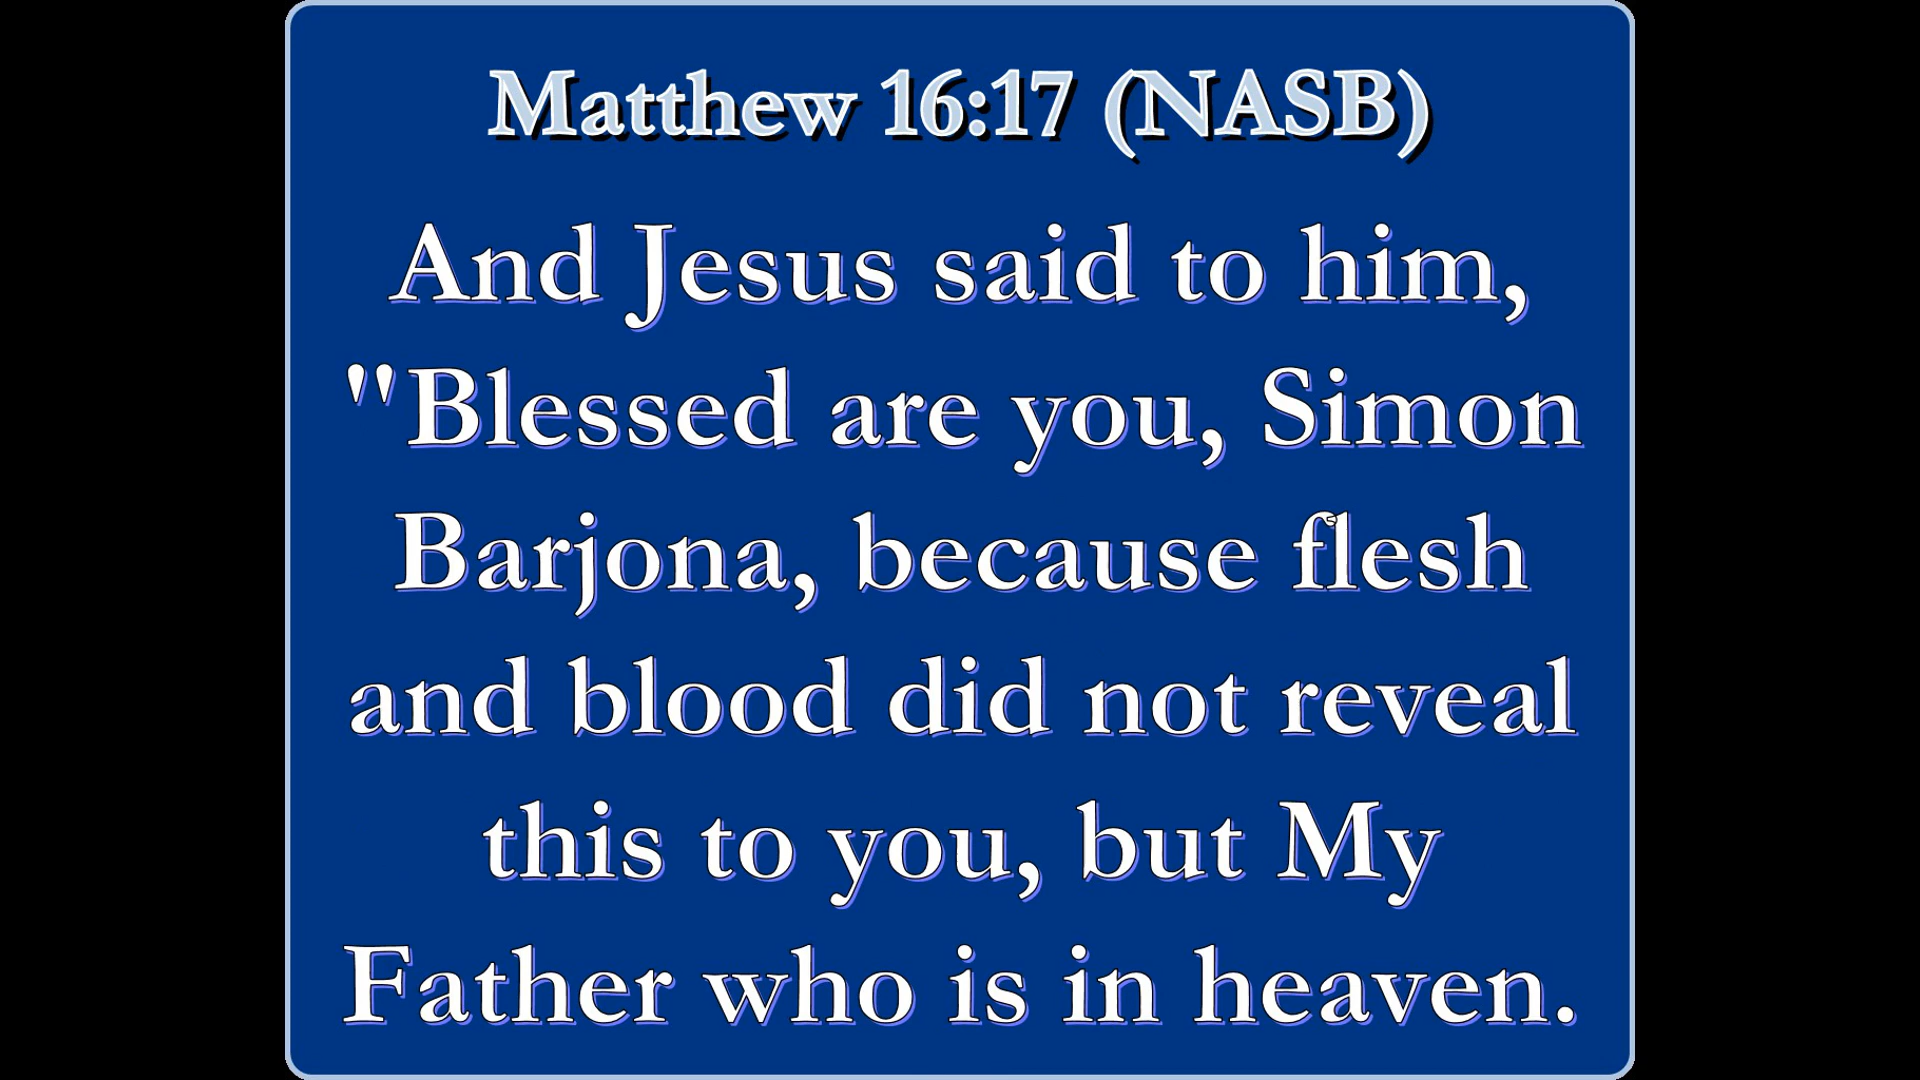 Matthew 16:17 (NASB)
And Jesus said to him,
"Blessed are you, Simon
Barjona, because flesh
and blood did not reveal
this to you, but My
Father who is in heaven.